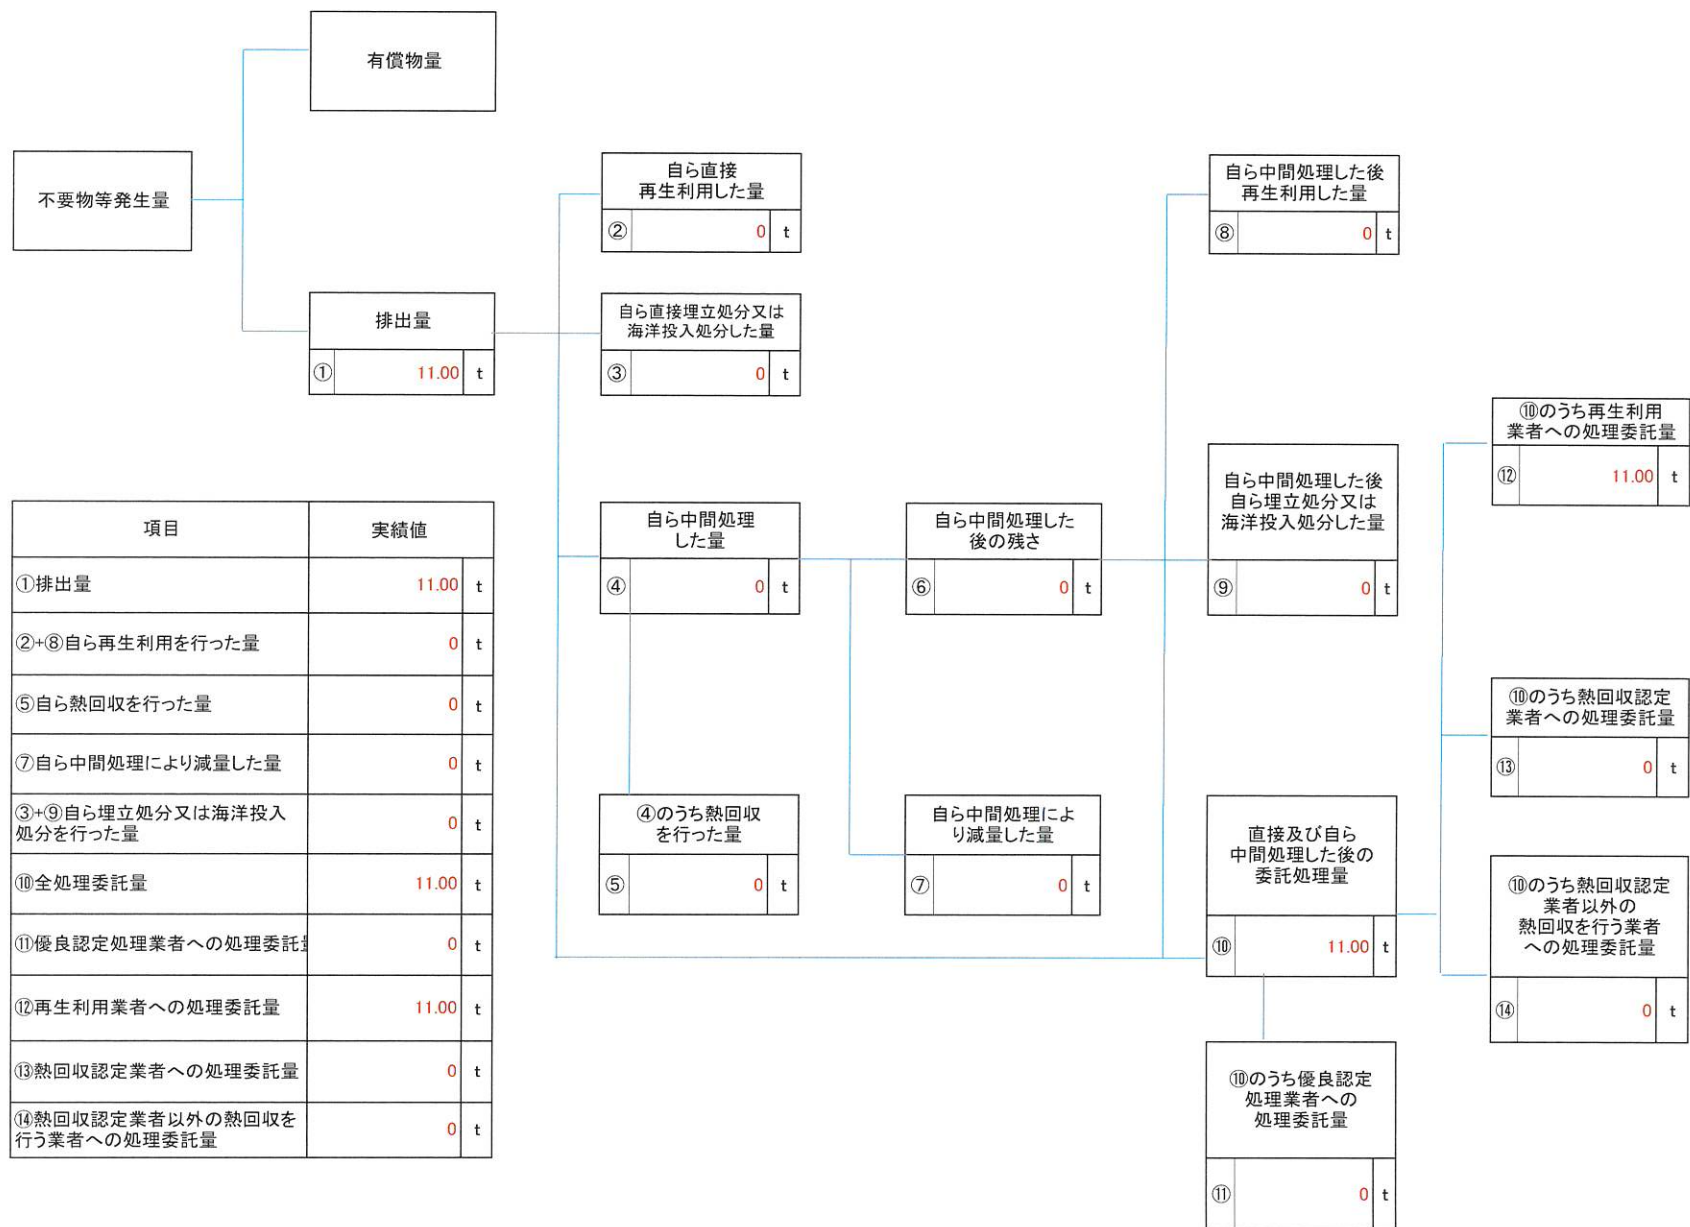 有償物量
不要物等発生量
排出量
① 11.00 t
自ら直接
再生利用した量
② 0 t
自ら直接埋立処分又は
海洋投入処分した量
③ 0 t
自ら中間処理
した量
④ 0 t
④のうち熱回収
を行った量
⑤ 0 t
自ら中間処理した
後の残さ
⑥ 0 t
自ら中間処理によ
り減量した量
⑦ 0 t
自ら中間処理した後
再生利用した量
⑧ 0 t
自ら中間処理した後
自ら埋立処分又は
海洋投入処分した量
⑨ 0 t
直接及び自ら
中間処理した後の
委託処理量
⑩ 11.00 t
⑩のうち優良認定
処理業者への
処理委託量
⑪ 0 t
⑩のうち再生利用
業者への処理委託量
⑫ 11.00 t
⑩のうち熱回収認定
業者への処理委託量
⑬ 0 t
⑩のうち熱回収認定
業者以外の
熱回収を行う業者
への処理委託量
⑭ 0 t
項目 実績値
①排出量 11.00 t
②+⑧自ら再生利用を行った量 0 t
⑤自ら熱回収を行った量 0 t
⑦自ら中間処理により減量した量 0 t
③+⑨自ら埋立処分又は海洋投入
処分を行った量 0 t
⑩全処理委託量 11.00 t
⑪優良認定処理業者への処理委託 0 t
⑫再生利用業者への処理委託量 11.00 t
⑬熱回収認定業者への処理委託量 0 t
⑭熱回収認定業者以外の熱回収を
行う業者への処理委託量 0 t